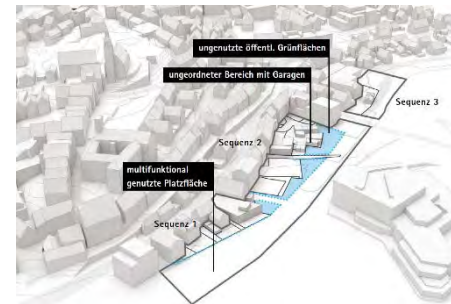 ungenutzte öffentl. Grünflächen
ungeordneter Bereich mit Garagen
Sequenz 3
Sequenz 2
multifunktional
genutzte Platzfläche
Sequenz 1